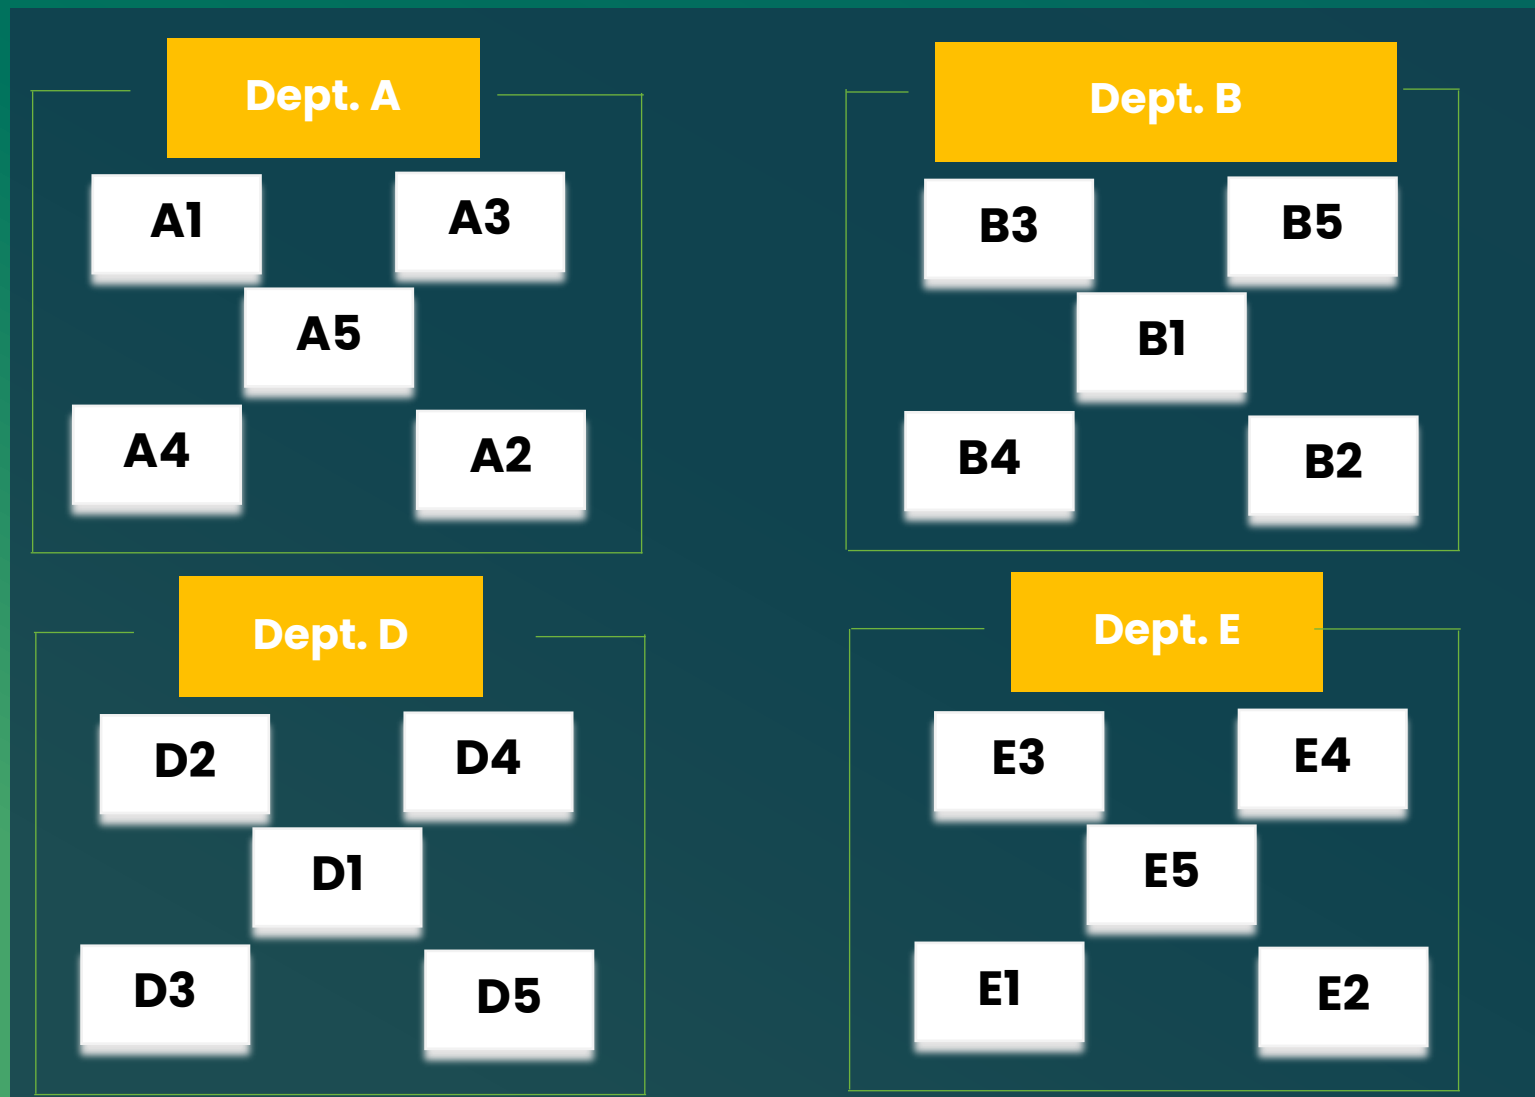 Dept. A
A1
A3
A5
A4
A2
Dept. B
B3
B5
B1
B4
B2
Dept. D
D2
D4
D1
D3
D5
Dept. E
E3
E4
E5
E1
E2